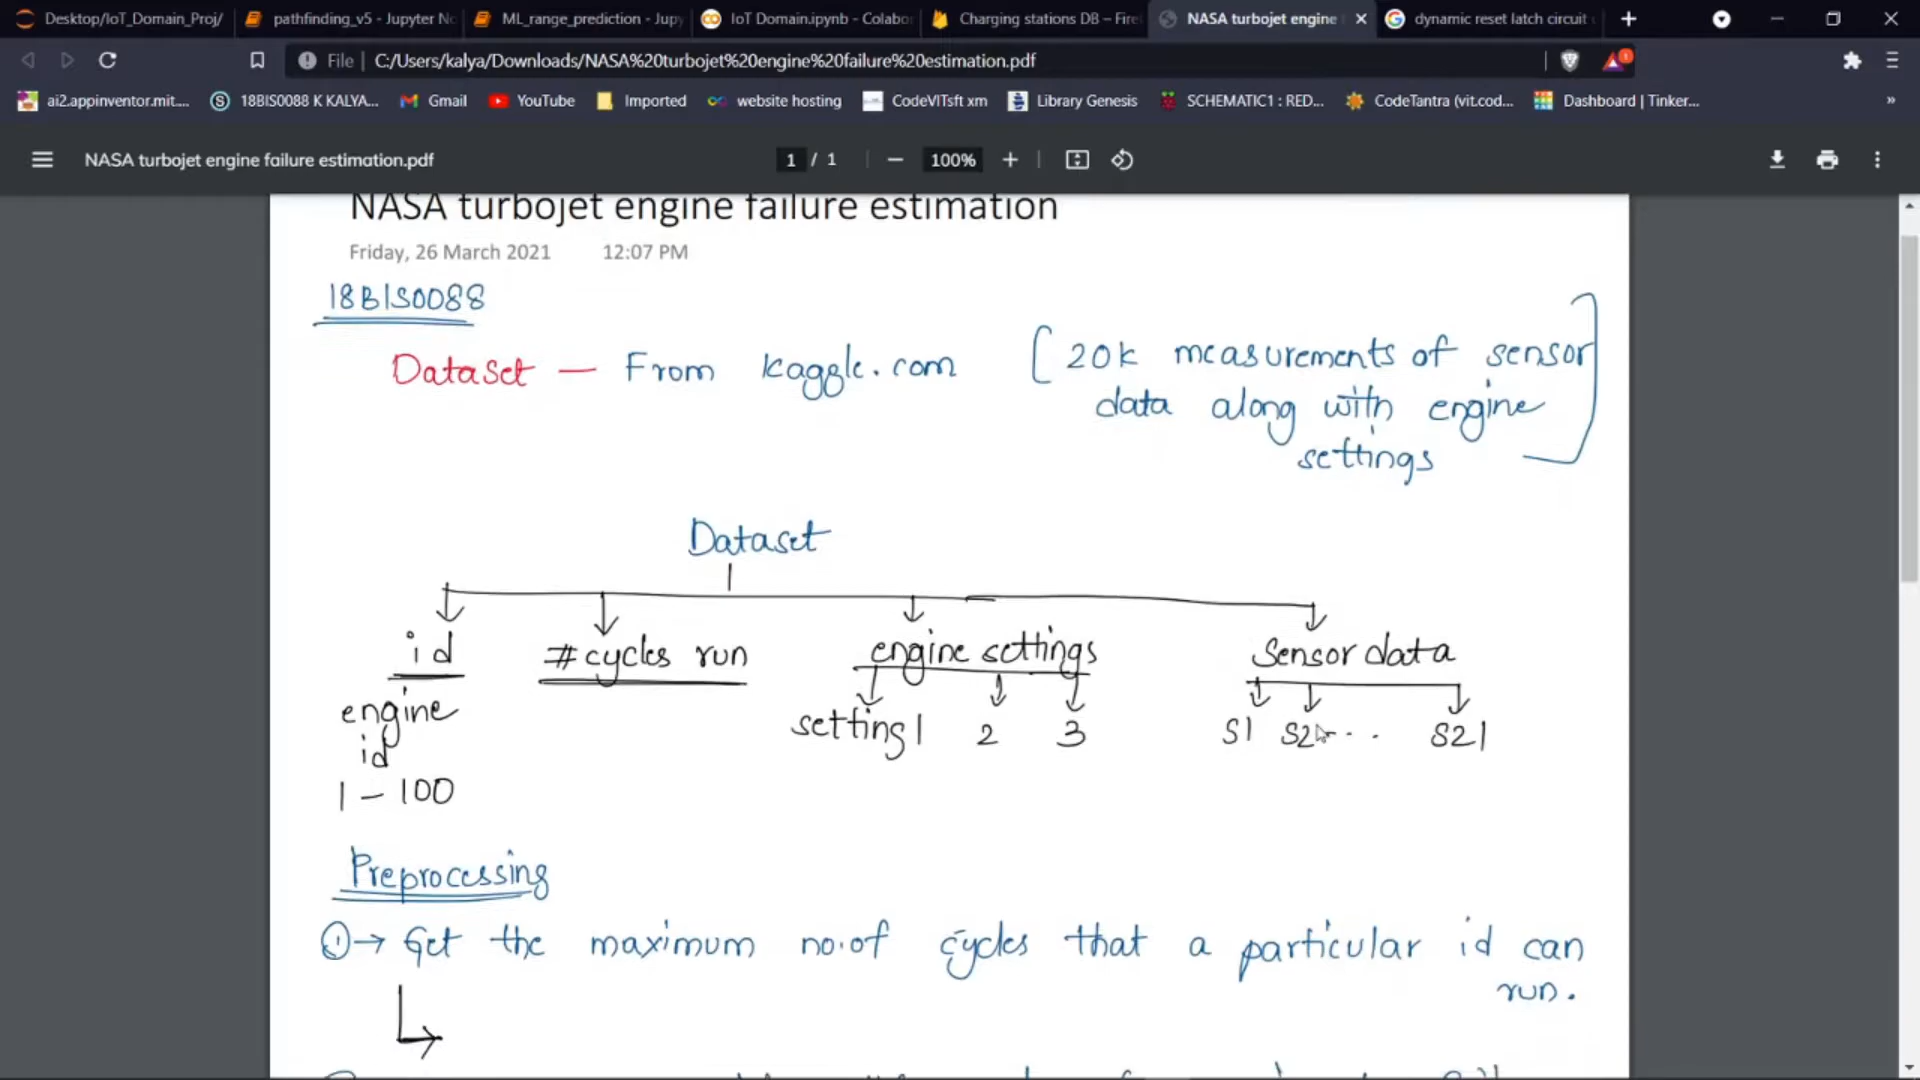 Desktop/IoT_Domain_Proj/
pathfinding_v5 - Jupyter No
ML_range_prediction - Jupy
IoT Domain.ipynb - Colabo
Charging stations DB – Fire
NASA turbojet engine
dynamic reset latch circuit
File
C:/Users/kalya/Downloads/NASA%20turbojet%20engine%20failure%20estimation.pdf
ai2.appinventor.mit....
18BIS0088 K KALYA...
Gmail
YouTube
Imported
website hosting
CodeVITsft xm
Library Genesis
SCHEMATIC1 : RED...
CodeTantra (vit.cod...
Dashboard | Tinker...
»
NASA turbojet engine failure estimation.pdf
1 / 1
100%
NASA turbojet engine failure estimation
Friday, 26 March 2021 12:07 PM
18BIS0088
DataSet — From kaggle.com
[20k measurements of sensor
data along with engine
settings]
Dataset
id #cycles run engine settings Sensor data
engine
id
1 – 100
setting1 2 3
S1 S2 ... S21
Preprocessing
① → Get the maximum no.of cycles that a particular id can
run.